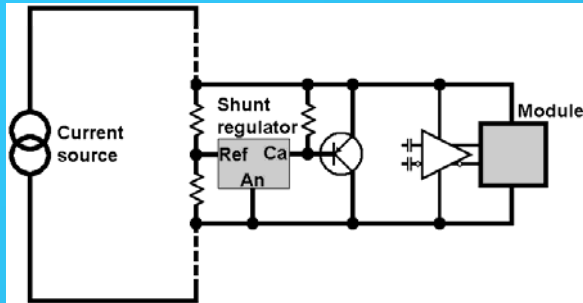 Current
source
Shunt
regulator
Ref
Ca
An
Module